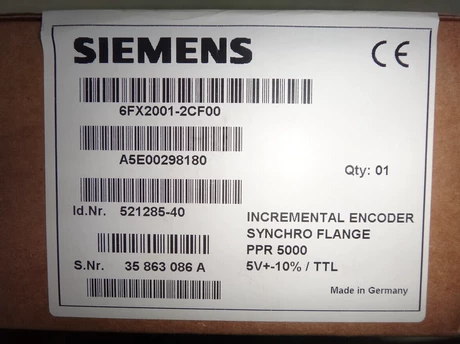 SIEMENS
CE
6FX2001-2CF00
A5E00298180
Qty: 01
Id.Nr. 521285-40
INCREMENTAL ENCODER
SYNCHRO FLANGE
PPR 5000
S.Nr. 35 863 086 A
5V+-10% / TTL
Made in Germany